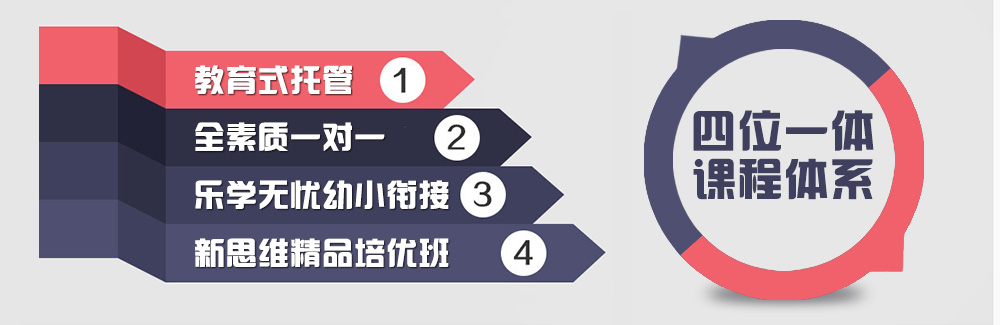 教育式托管 1
全素质一对一 2
乐学无忧幼小衔接 3
新思维精品培优班 4
四位一体
课程体系